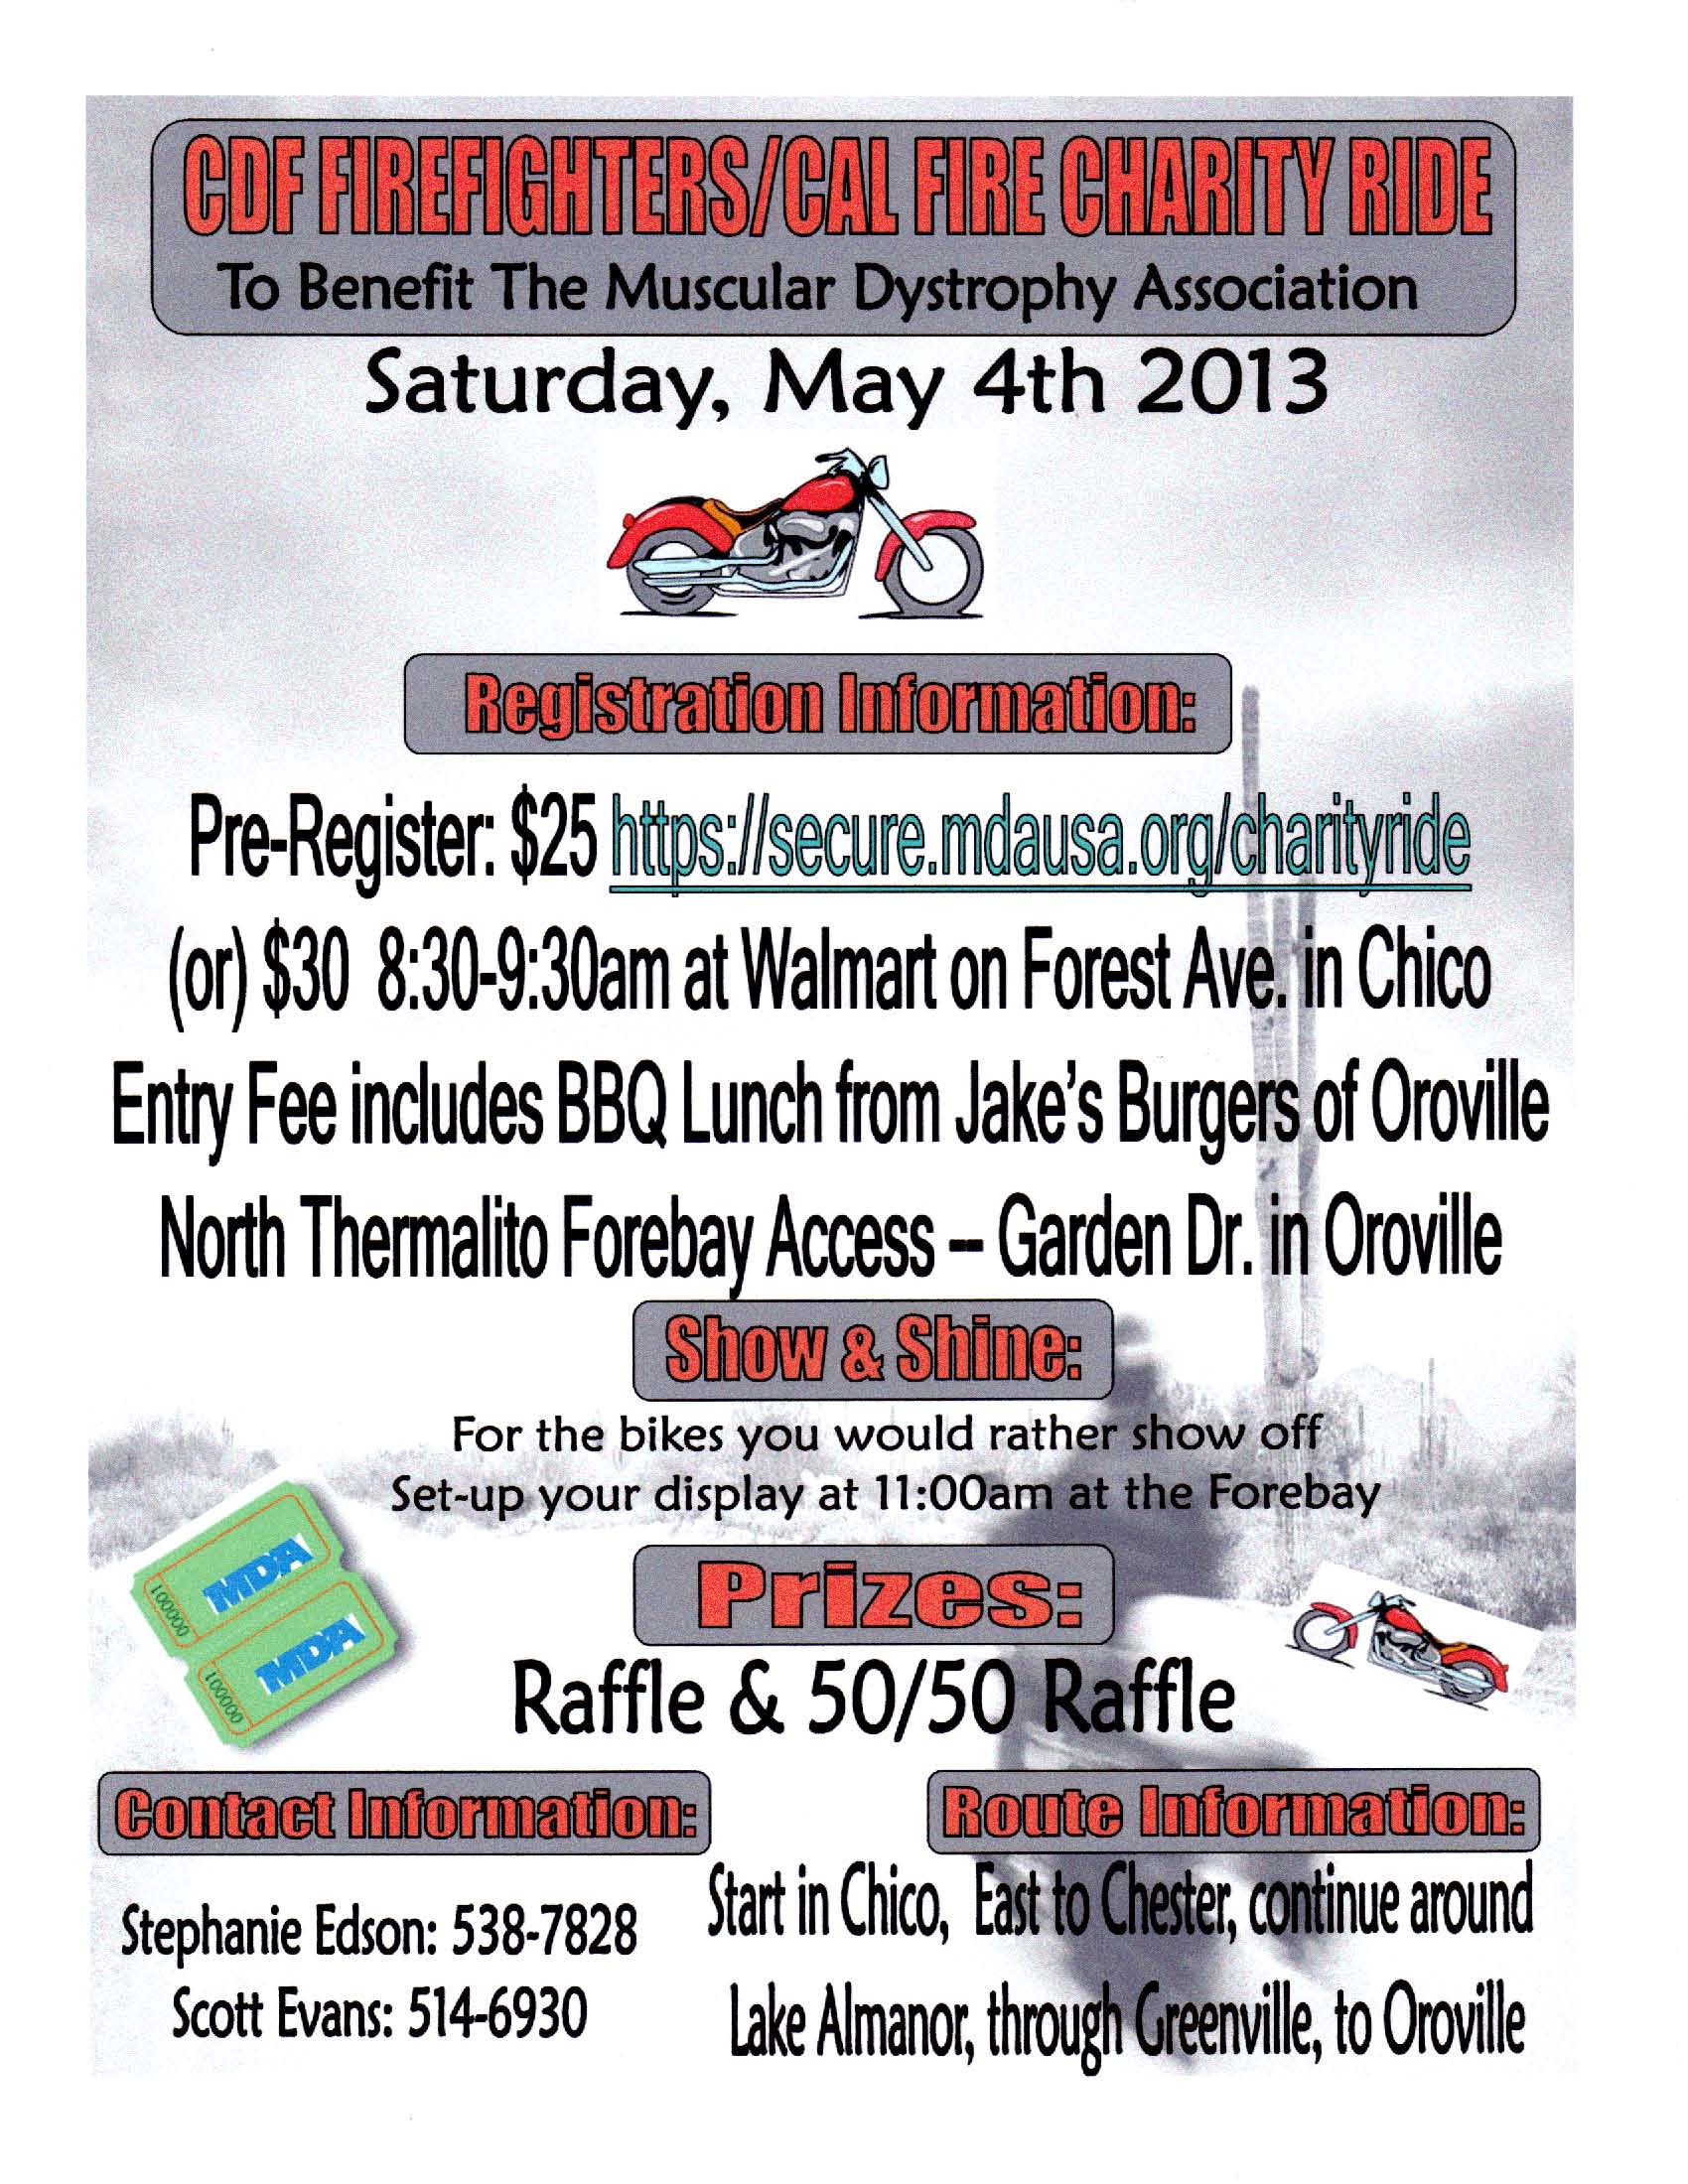 CDF FIREFIGHTERS/CAL FIRE CHARITY RIDE
To Benefit The Muscular Dystrophy Association
Saturday, May 4th 2013
Registration Information:
Pre-Register: $25 https://secure.mdausa.org/charityride
(or) $30 8:30-9:30am at Walmart on Forest Ave. in Chico
Entry Fee includes BBQ Lunch from Jake's Burgers of Oroville
North Thermalito Forebay Access -- Garden Dr. in Oroville
Show & Shine:
For the bikes you would rather show off
Set-up your display at 11:00am at the Forebay
MDA
100000
MDA
100000
Prizes:
Raffle & 50/50 Raffle
Contact Information:
Stephanie Edson: 538-7828
Scott Evans: 514-6930
Route Information:
Start in Chico, East to Chester, continue around
Lake Almanor, through Greenville, to Oroville